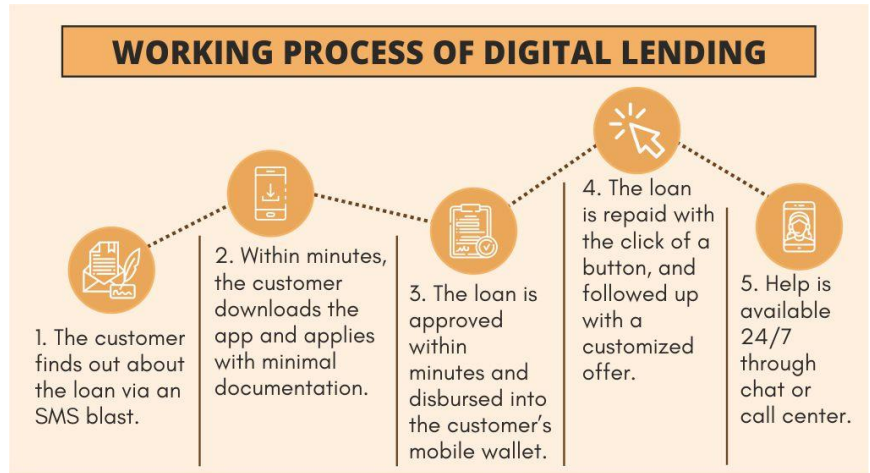 WORKING PROCESS OF DIGITAL LENDING
1. The customer
finds out about
the loan via an
SMS blast.
2. Within minutes,
the customer
downloads the
app and applies
with minimal
documentation.
3. The loan is
approved
within
minutes and
disbursed into
the customer's
mobile wallet.
4. The loan
is repaid with
the click of a
button, and
followed up
with a
customized
offer.
5. Help is
available
24/7
through
chat or
call center.